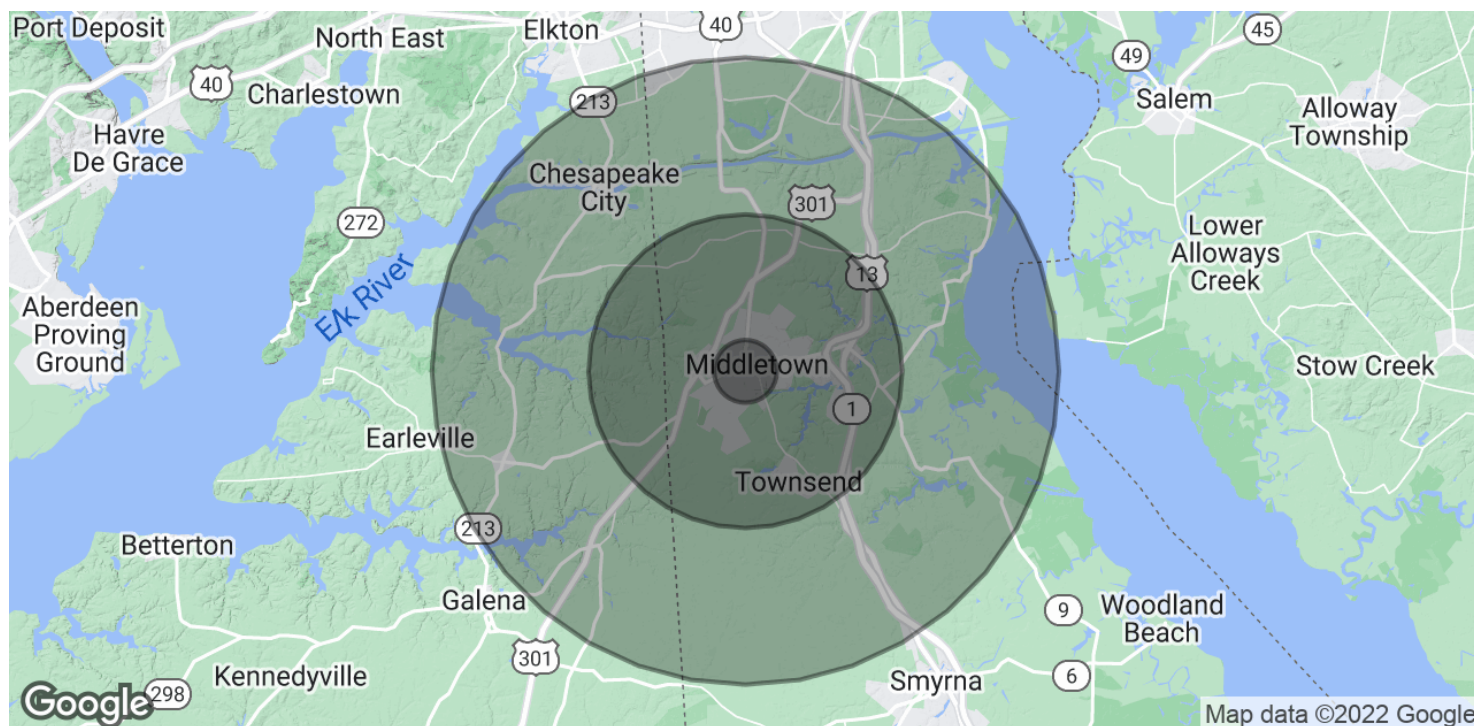 Port Deposit
North East
Elkton
40
45
49
40
Charlestown
213
Salem
Alloway
Township
Havre
De Grace
Chesapeake
City
301
272
Lower
Alloways
Creek
13
Elk River
Aberdeen
Proving
Ground
Middletown
Stow Creek
1
Earleville
Townsend
213
Betterton
Galena
9
Woodland
Beach
301
Kennedyville
Smyrna
6
298
Google
Map data ©2022 Google